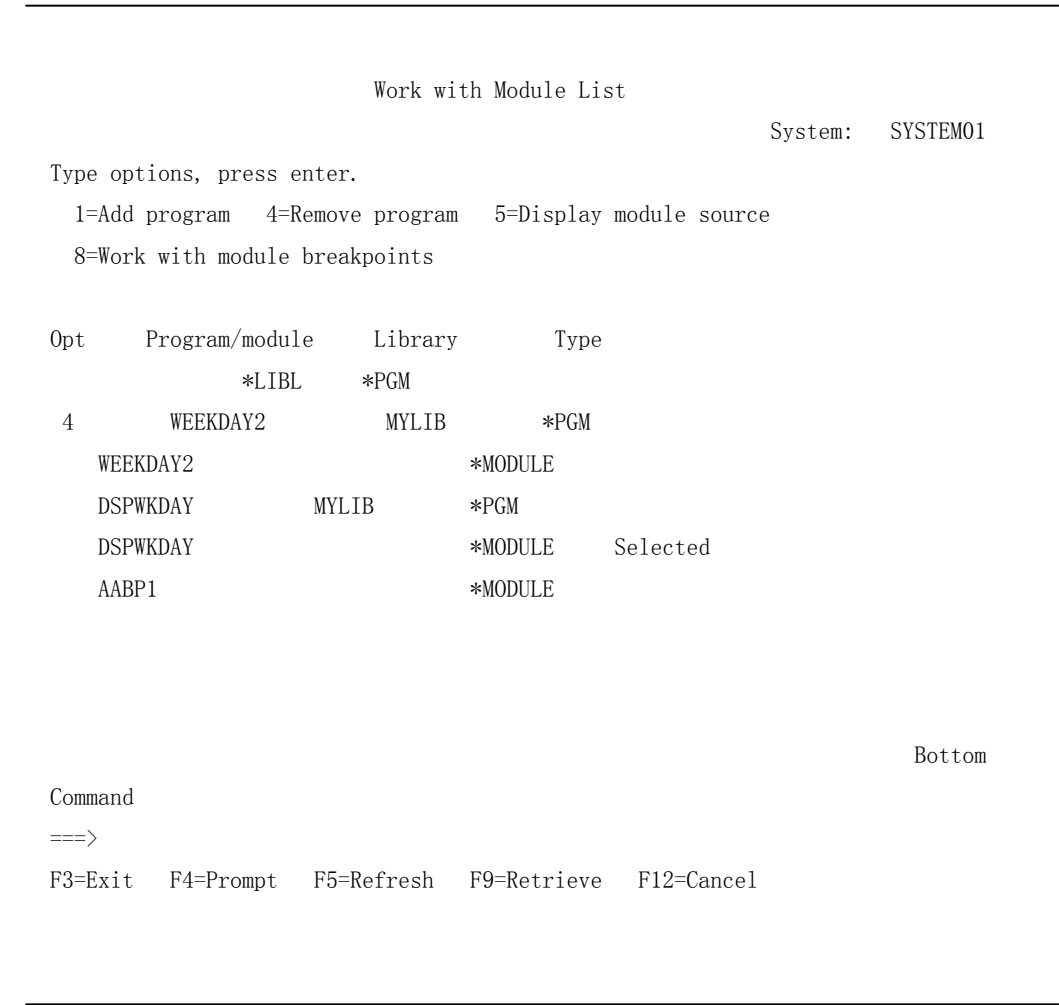 Work with Module List
System: SYSTEM01
Type options, press enter.
1=Add program 4=Remove program 5=Display module source
8=Work with module breakpoints
Opt Program/module Library Type
*LIBL *PGM
4 WEEKDAY2 MYLIB *PGM
WEEKDAY2 *MODULE
DSPWKDAY MYLIB *PGM
DSPWKDAY *MODULE Selected
AABP1 *MODULE
Bottom
Command
===>
F3=Exit F4=Prompt F5=Refresh F9=Retrieve F12=Cancel